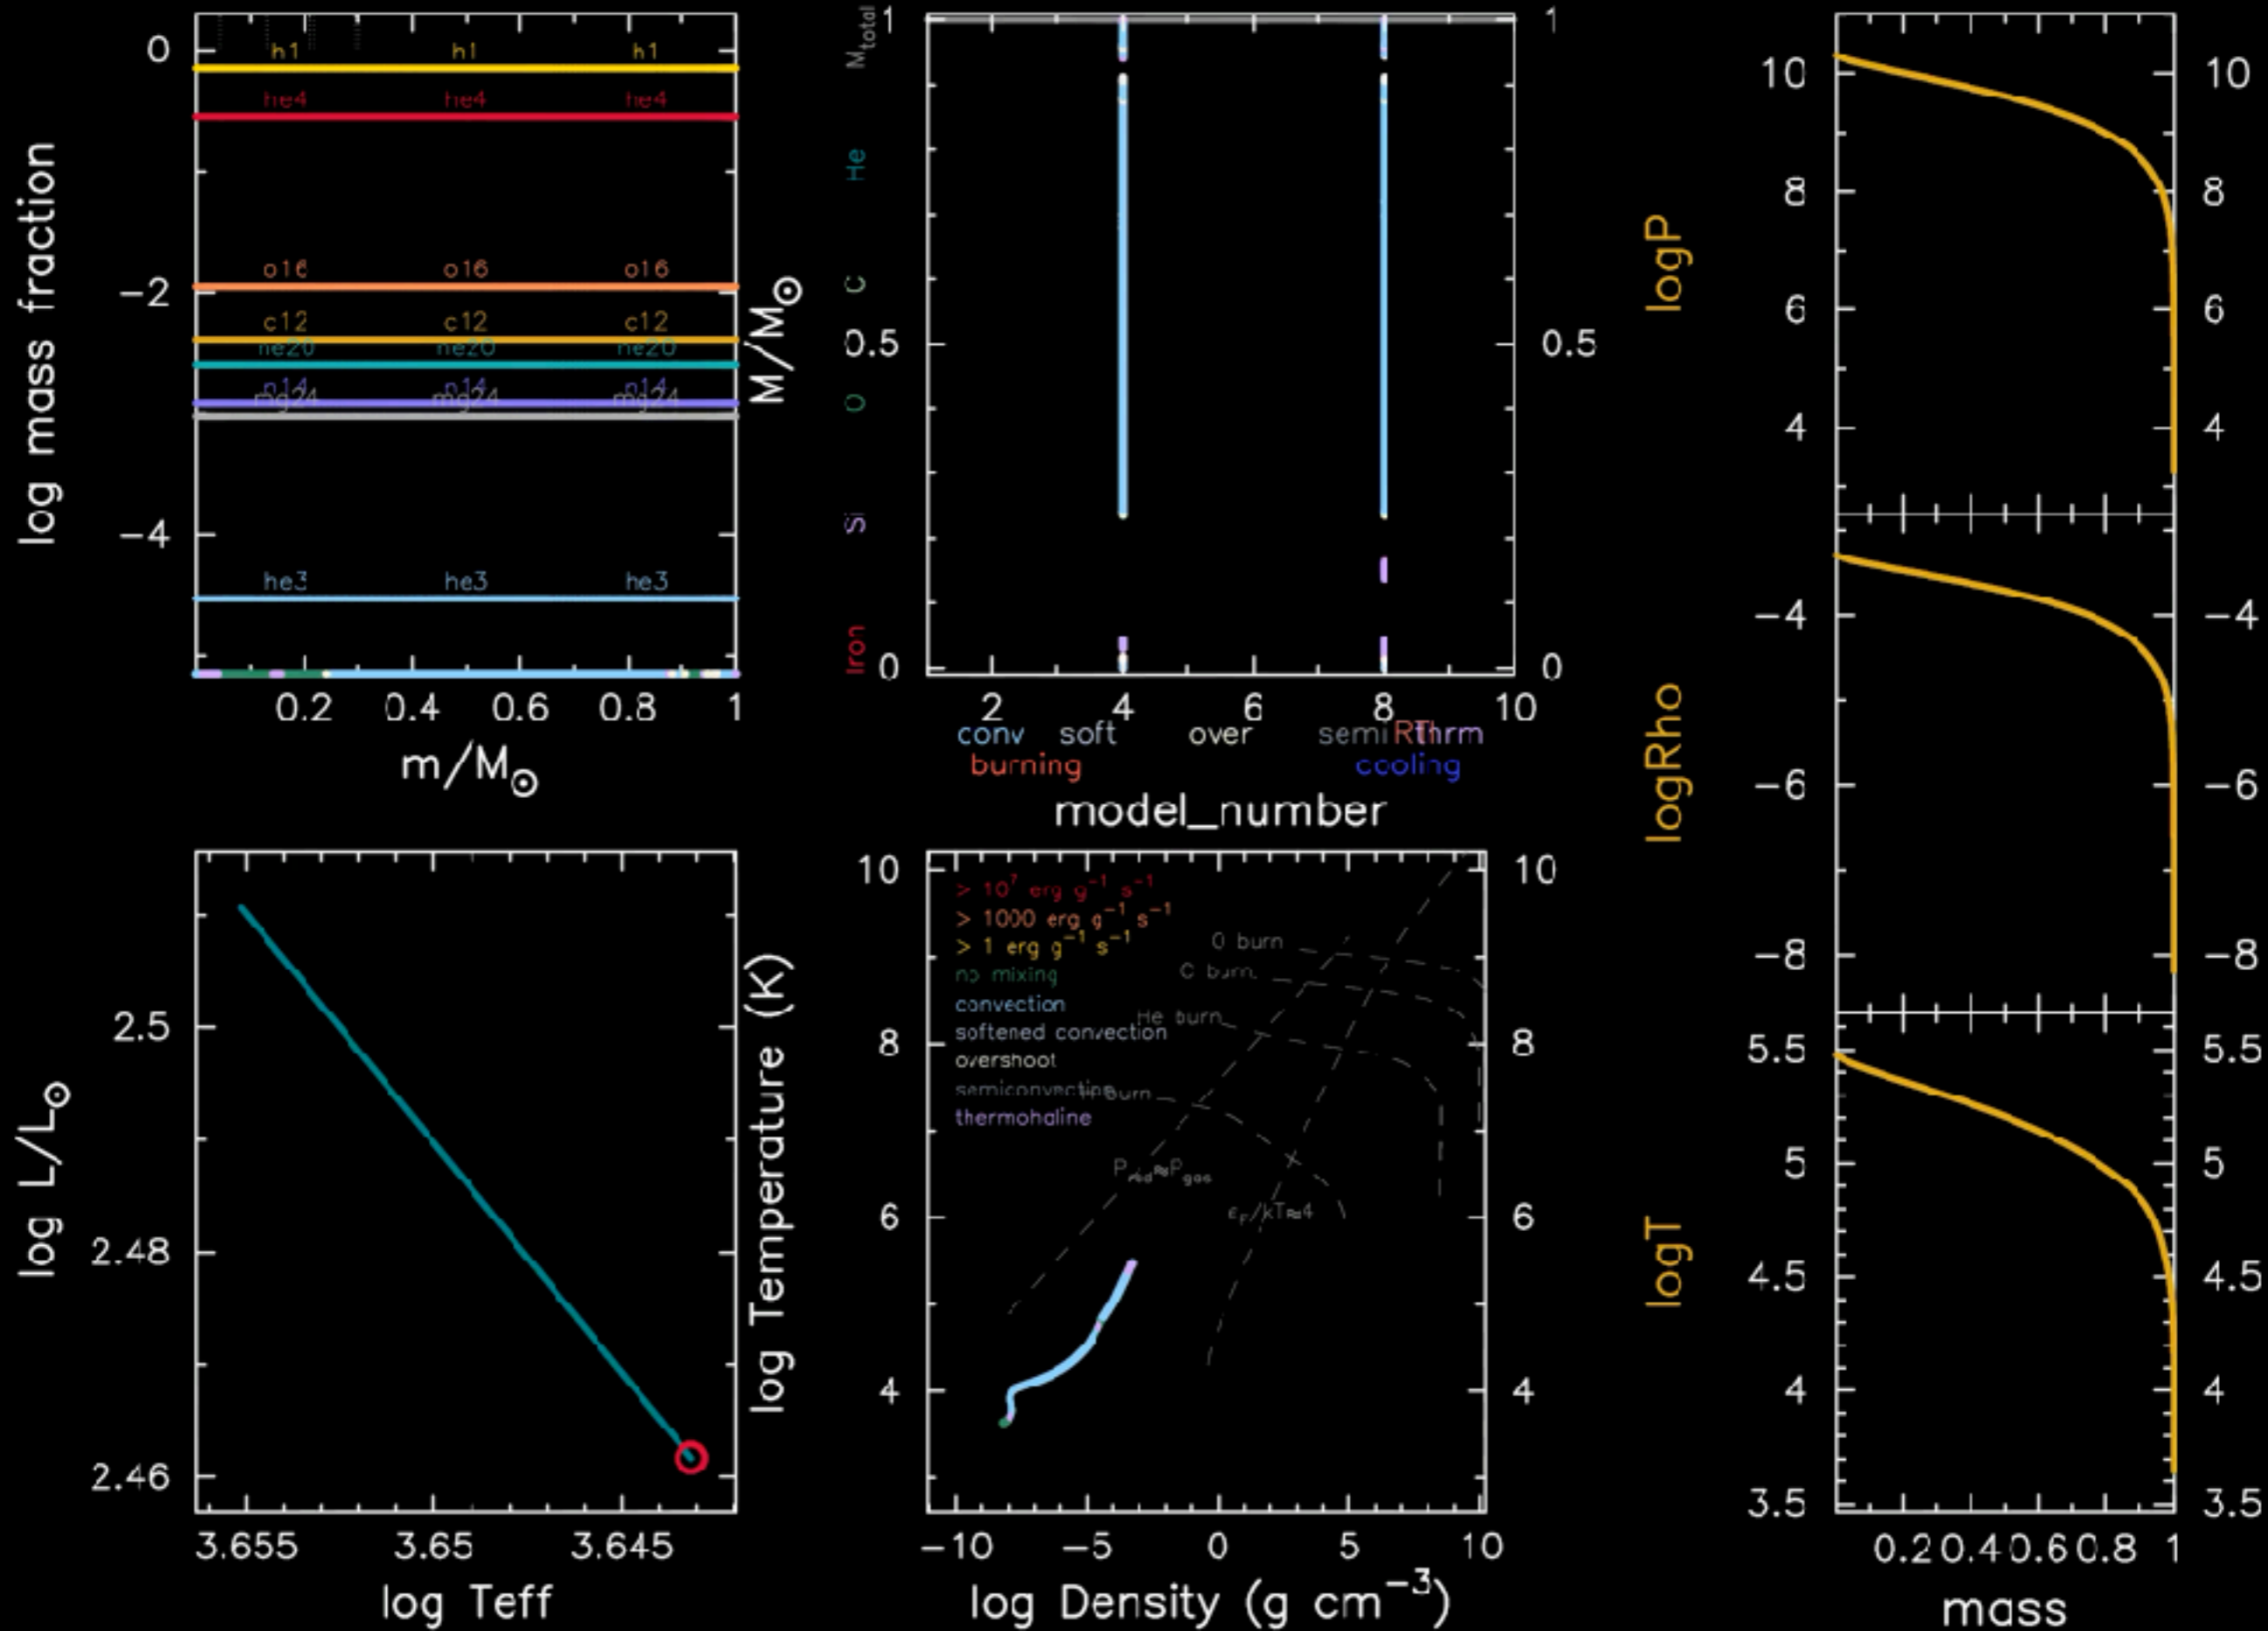 log mass fraction
0
−2
−4
h1 h1 h1
he4 he4 he4
o16 o16 o16
c12 c12 c12
ne20 ne20 ne20
n14 n14 n14
mg24 mg24 mg24
he3 he3 he3
0.2 0.4 0.6 0.8 1
m/M☉
M/M☉
M_total
He
C
O
Si
Iron
1
0.5
0
1
0.5
0
2 4 6 8 10
conv soft over semi RTI thrm
burning cooling
model_number
logP
10
8
6
4
10
8
6
4
logRho
−4
−6
−8
−4
−6
−8
logT
5.5
5
4.5
4
3.5
5.5
5
4.5
4
3.5
0.2 0.4 0.6 0.8 1
mass
log L/L☉
2.5
2.48
2.46
3.655 3.65 3.645
log Teff
log Temperature (K)
10
8
6
4
10
8
6
4
> 10⁷ erg g⁻¹ s⁻¹
> 1000 erg g⁻¹ s⁻¹
> 1 erg g⁻¹ s⁻¹
no mixing
convection
softened convection
overshoot
semiconvection
thermohaline
O burn
C burn
He burn
H burn
P_rad≈P_gas
ε_F/kT≈4
−10 −5 0 5 10
log Density (g cm⁻³)